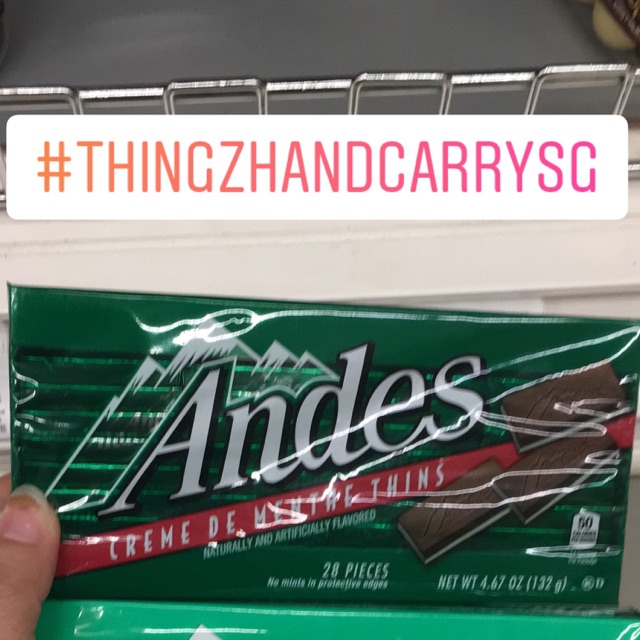 #THINGZHANDCARRYSG
Andes
CREME DE MENTHE THINS
NATURALLY AND ARTIFICIALLY FLAVORED
28 PIECES
No mints in protective edges
NET WT 4.67 OZ (132 g)
50
CALORIES